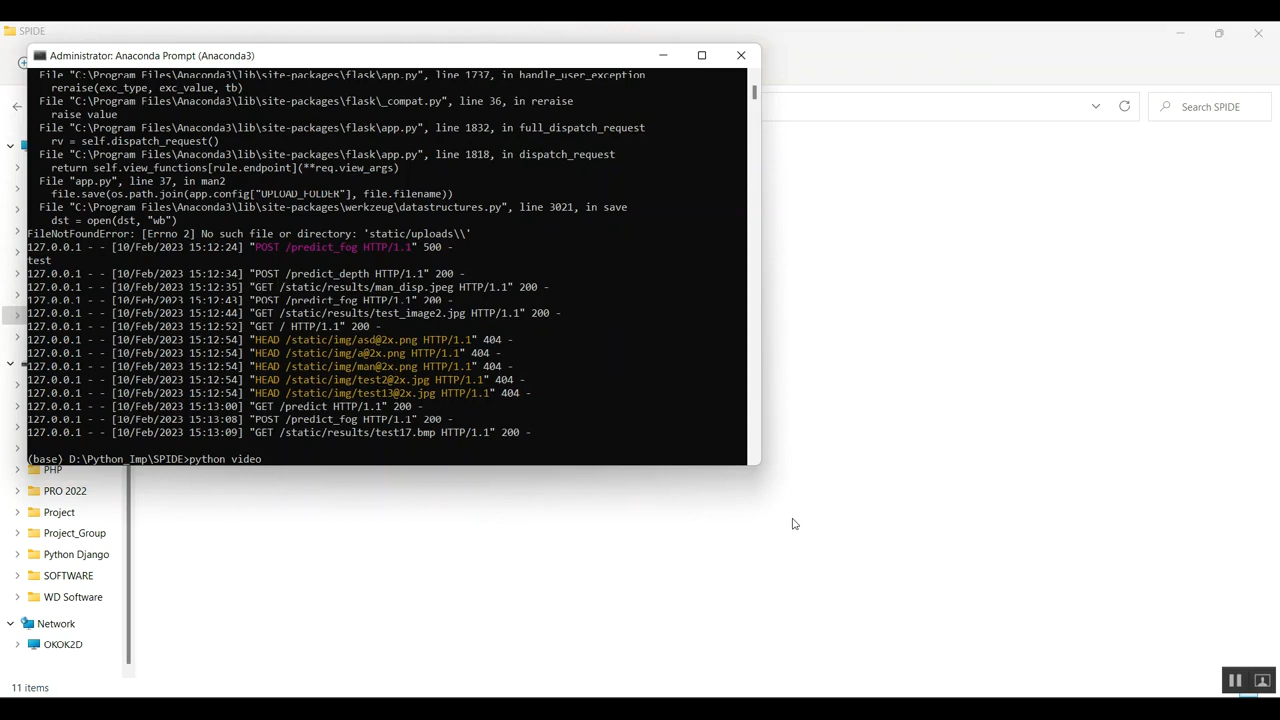 SPIDE
Administrator: Anaconda Prompt (Anaconda3)
Search SPIDE
File "C:\Program Files\Anaconda3\lib\site-packages\flask\app.py", line 1737, in handle_user_exception
reraise(exc_type, exc_value, tb)
File "C:\Program Files\Anaconda3\lib\site-packages\flask\_compat.py", line 36, in reraise
raise value
File "C:\Program Files\Anaconda3\lib\site-packages\flask\app.py", line 1832, in full_dispatch_request
rv = self.dispatch_request()
File "C:\Program Files\Anaconda3\lib\site-packages\flask\app.py", line 1818, in dispatch_request
return self.view_functions[rule.endpoint](**req.view_args)
File "app.py", line 37, in man2
file.save(os.path.join(app.config["UPLOAD_FOLDER"], file.filename))
File "C:\Program Files\Anaconda3\lib\site-packages\werkzeug\datastructures.py", line 3021, in save
dst = open(dst, "wb")
FileNotFoundError: [Errno 2] No such file or directory: 'static/uploads\\'
127.0.0.1 - - [10/Feb/2023 15:12:24] "POST /predict_fog HTTP/1.1" 500 -
test
127.0.0.1 - - [10/Feb/2023 15:12:34] "POST /predict_depth HTTP/1.1" 200 -
127.0.0.1 - - [10/Feb/2023 15:12:35] "GET /static/results/man_disp.jpeg HTTP/1.1" 200 -
127.0.0.1 - - [10/Feb/2023 15:12:43] "POST /predict_fog HTTP/1.1" 200 -
127.0.0.1 - - [10/Feb/2023 15:12:44] "GET /static/results/test_image2.jpg HTTP/1.1" 200 -
127.0.0.1 - - [10/Feb/2023 15:12:52] "GET / HTTP/1.1" 200 -
127.0.0.1 - - [10/Feb/2023 15:12:54] "HEAD /static/img/asd@2x.png HTTP/1.1" 404 -
127.0.0.1 - - [10/Feb/2023 15:12:54] "HEAD /static/img/a@2x.png HTTP/1.1" 404 -
127.0.0.1 - - [10/Feb/2023 15:12:54] "HEAD /static/img/man@2x.png HTTP/1.1" 404 -
127.0.0.1 - - [10/Feb/2023 15:12:54] "HEAD /static/img/test2@2x.jpg HTTP/1.1" 404 -
127.0.0.1 - - [10/Feb/2023 15:12:54] "HEAD /static/img/test13@2x.jpg HTTP/1.1" 404 -
127.0.0.1 - - [10/Feb/2023 15:13:00] "GET /predict HTTP/1.1" 200 -
127.0.0.1 - - [10/Feb/2023 15:13:08] "POST /predict_fog HTTP/1.1" 200 -
127.0.0.1 - - [10/Feb/2023 15:13:09] "GET /static/results/test17.bmp HTTP/1.1" 200 -
(base) D:\Python_Imp\SPIDE>python video
PHP
PRO 2022
Project
Project_Group
Python Django
SOFTWARE
WD Software
Network
OKOK2D
11 items